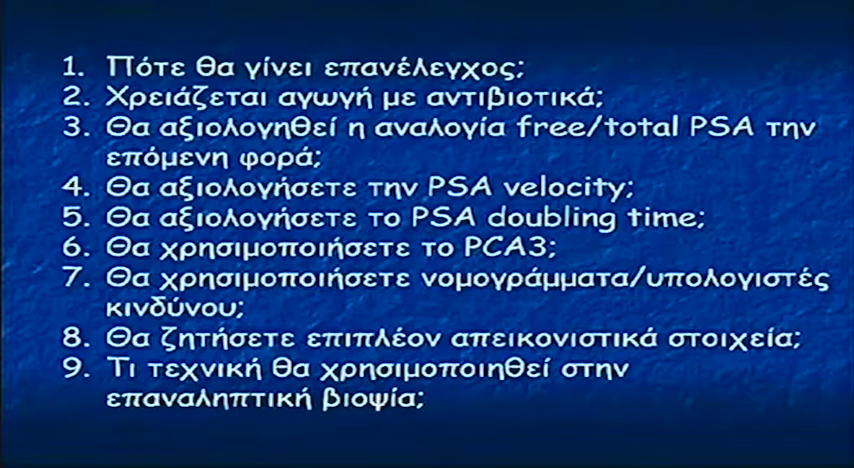 1. Πότε θα γίνει επανέλεγχος;
2. Χρειάζεται αγωγή με αντιβιοτικά;
3. Θα αξιολογηθεί η αναλογία free/total PSA την
επόμενη φορά;
4. Θα αξιολογήσετε την PSA velocity;
5. Θα αξιολογήσετε το PSA doubling time;
6. Θα χρησιμοποιήσετε το PCA3;
7. Θα χρησιμοποιήσετε νομογράμματα/υπολογιστές
κινδύνου;
8. Θα ζητήσετε επιπλέον απεικονιστικά στοιχεία;
9. Τι τεχνική θα χρησιμοποιηθεί στην
επαναληπτική βιοψία;